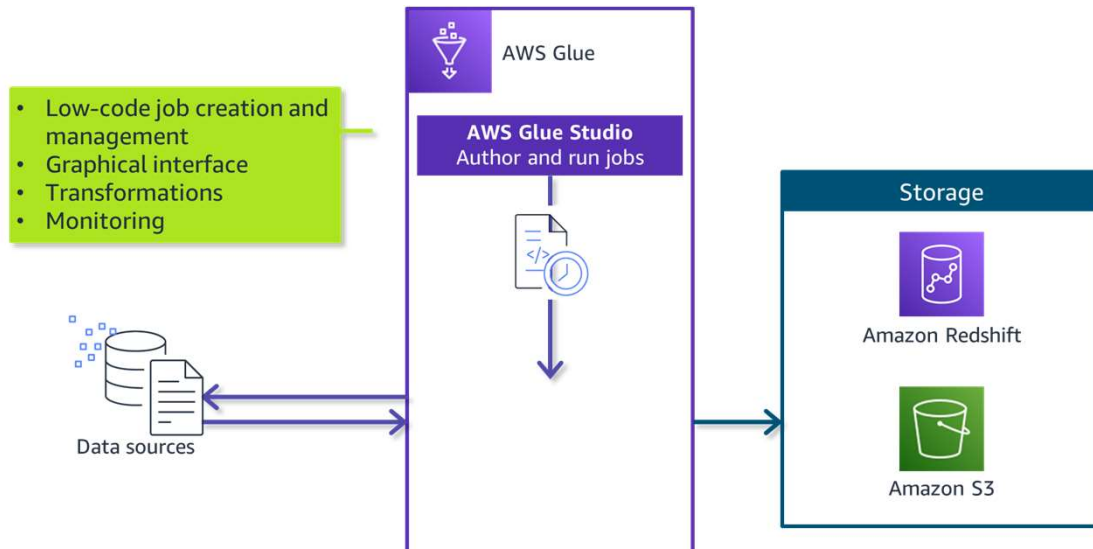 AWS Glue
• Low-code job creation and
management
• Graphical interface
• Transformations
• Monitoring
AWS Glue Studio
Author and run jobs
</>
Storage
Amazon Redshift
Data sources
Amazon S3